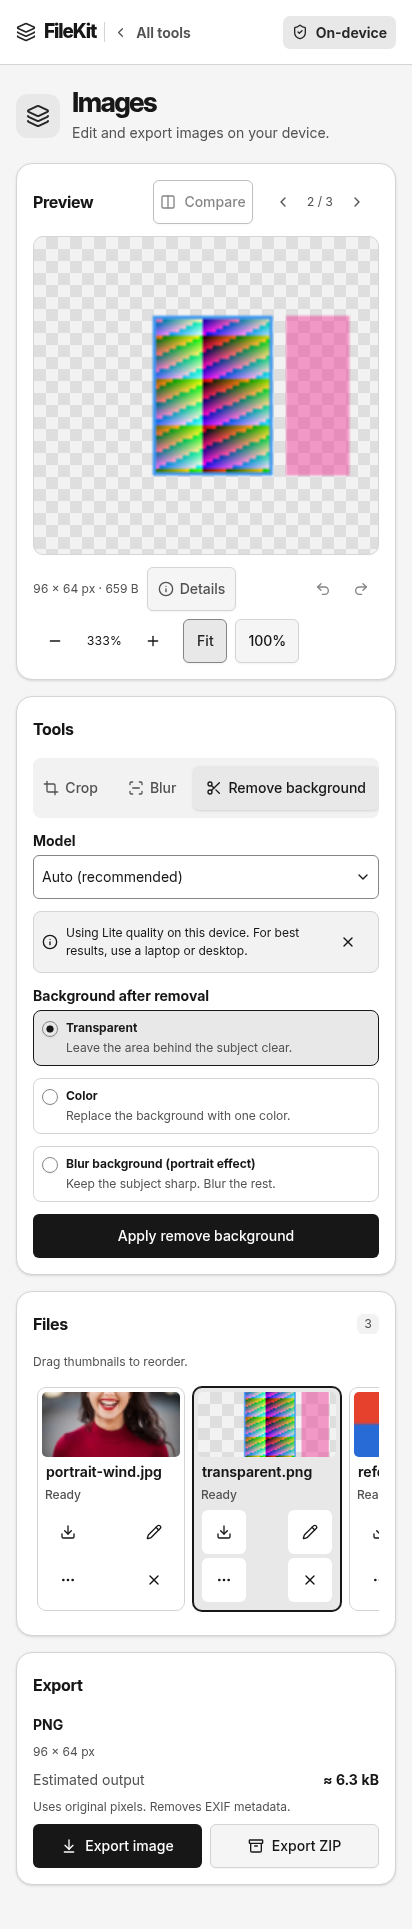 FileKit
All tools
On-device
Images
Edit and export images on your device.
Preview
Compare
2 / 3
96 × 64 px · 659 B
Details
333%
Fit
100%
Tools
Crop
Blur
Remove background
Model
Auto (recommended)
Using Lite quality on this device. For best
results, use a laptop or desktop.
Background after removal
Transparent
Leave the area behind the subject clear.
Color
Replace the background with one color.
Blur background (portrait effect)
Keep the subject sharp. Blur the rest.
Apply remove background
Files
3
Drag thumbnails to reorder.
portrait-wind.jpg
Ready
transparent.png
Ready
Export
PNG
96 × 64 px
Estimated output
≈ 6.3 kB
Uses original pixels. Removes EXIF metadata.
Export image
Export ZIP